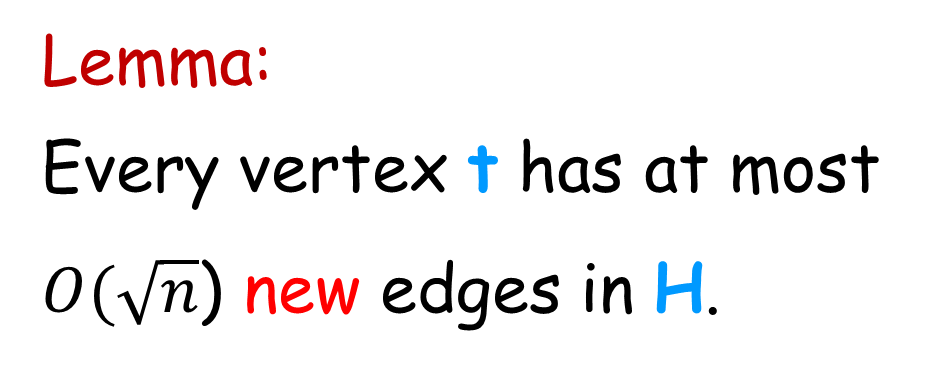 Lemma:
Every vertex t has at most
O(√n) new edges in H.